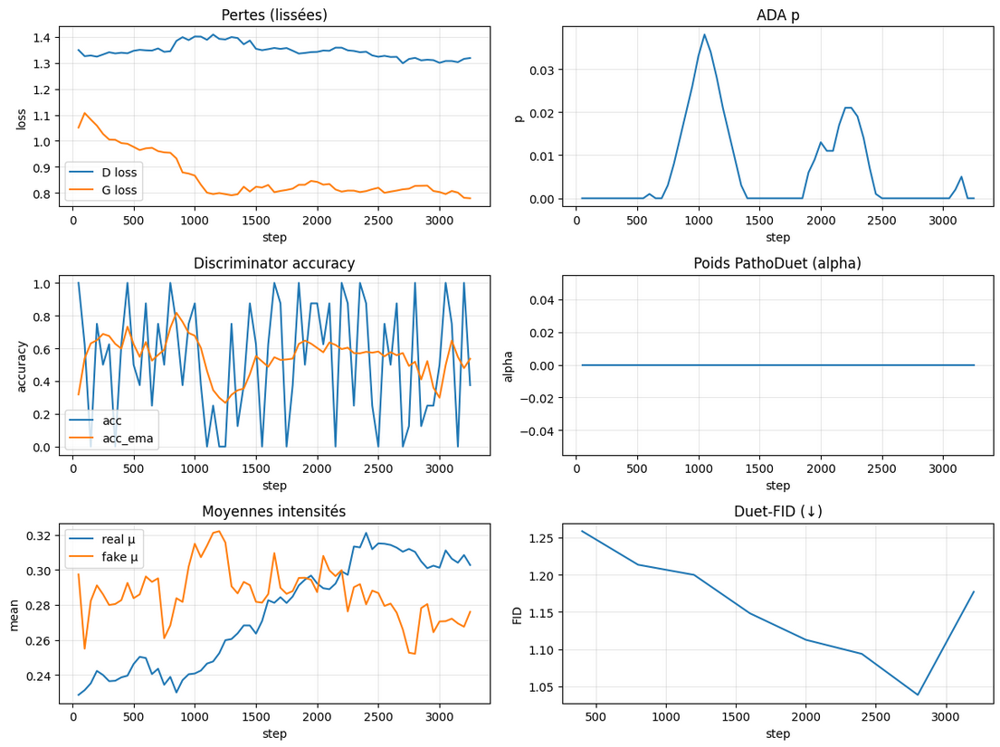 Pertes (lissées)
loss
1.4
1.3
1.2
1.1
1.0
0.9
0.8
D loss
G loss
0 500 1000 1500 2000 2500 3000
step
ADA p
p
0.03
0.02
0.01
0.00
0 500 1000 1500 2000 2500 3000
step
Discriminator accuracy
accuracy
1.0
0.8
0.6
0.4
0.2
0.0
acc
acc_ema
0 500 1000 1500 2000 2500 3000
step
Poids PathoDuet (alpha)
alpha
0.04
0.02
0.00
−0.02
−0.04
0 500 1000 1500 2000 2500 3000
step
Moyennes intensités
mean
0.32
0.30
0.28
0.26
0.24
real μ
fake μ
0 500 1000 1500 2000 2500 3000
step
Duet-FID (↓)
FID
1.25
1.20
1.15
1.10
1.05
500 1000 1500 2000 2500 3000
step